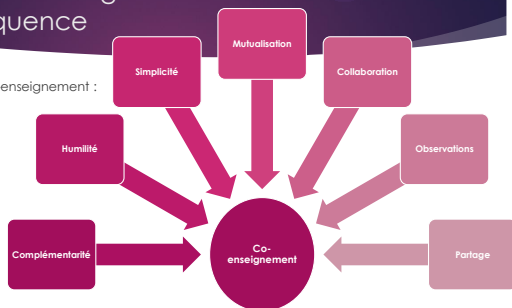 quence
enseignement :
Mutualisation
Simplicité
Collaboration
Humilité
Observations
Complémentarité
Co-
enseignement
Partage